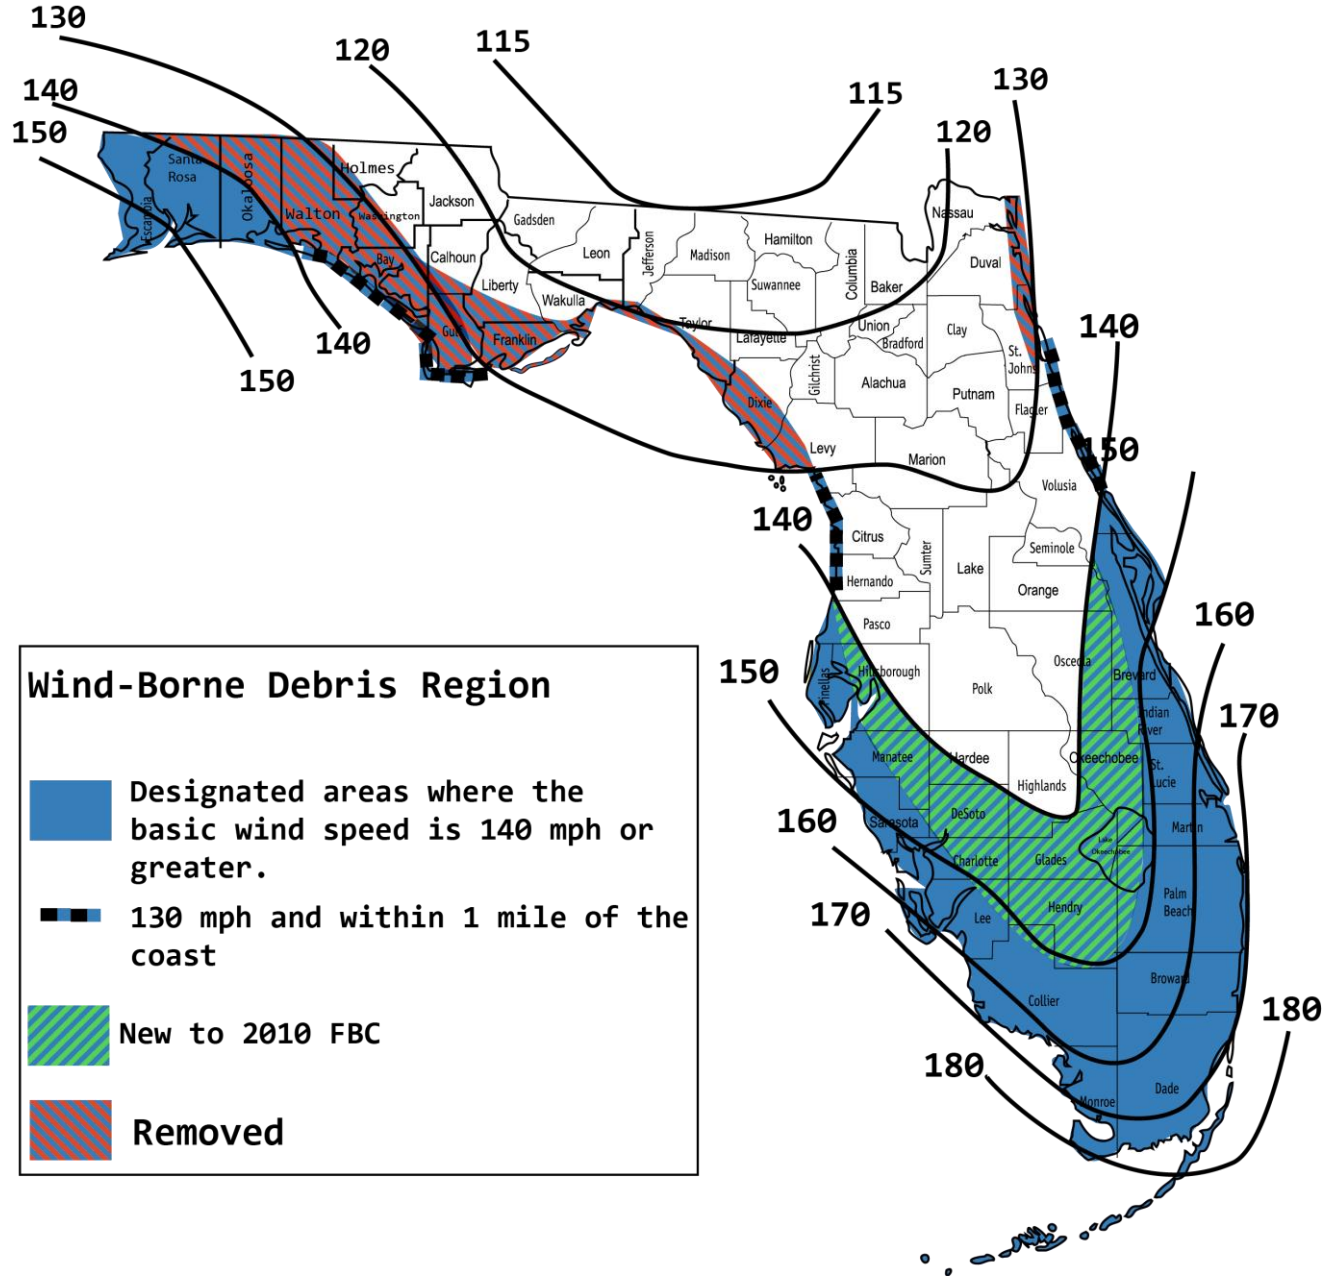 130
120
115
115
130
120
140
150
Holmes
Santa
Rosa
Okaloosa
Escambia
Walton
Washington
Jackson
Gadsden
Leon
Jefferson
Madison
Hamilton
Suwannee
Columbia
Baker
Nassau
Duval
Bay
Calhoun
Liberty
Wakulla
Gulf
Franklin
Taylor
Lafayette
Union
Bradford
Clay
St.
Johns
140
150
140
Gilchrist
Alachua
Putnam
Flagler
Dixie
Levy
Marion
150
Volusia
140
Citrus
Sumter
Lake
Seminole
Hernando
Orange
Pasco
160
150
Pinellas
Hillsborough
Polk
Osceola
Brevard
Indian
River
170
Manatee
Hardee
Highlands
Okeechobee
St.
Lucie
160
Sarasota
DeSoto
Martin
Charlotte
Glades
Lake
Okeechobee
170
Lee
Hendry
Palm
Beach
Collier
Broward
180
180
Monroe
Dade
Wind-Borne Debris Region
Designated areas where the
basic wind speed is 140 mph or
greater.
130 mph and within 1 mile of the
coast
New to 2010 FBC
Removed